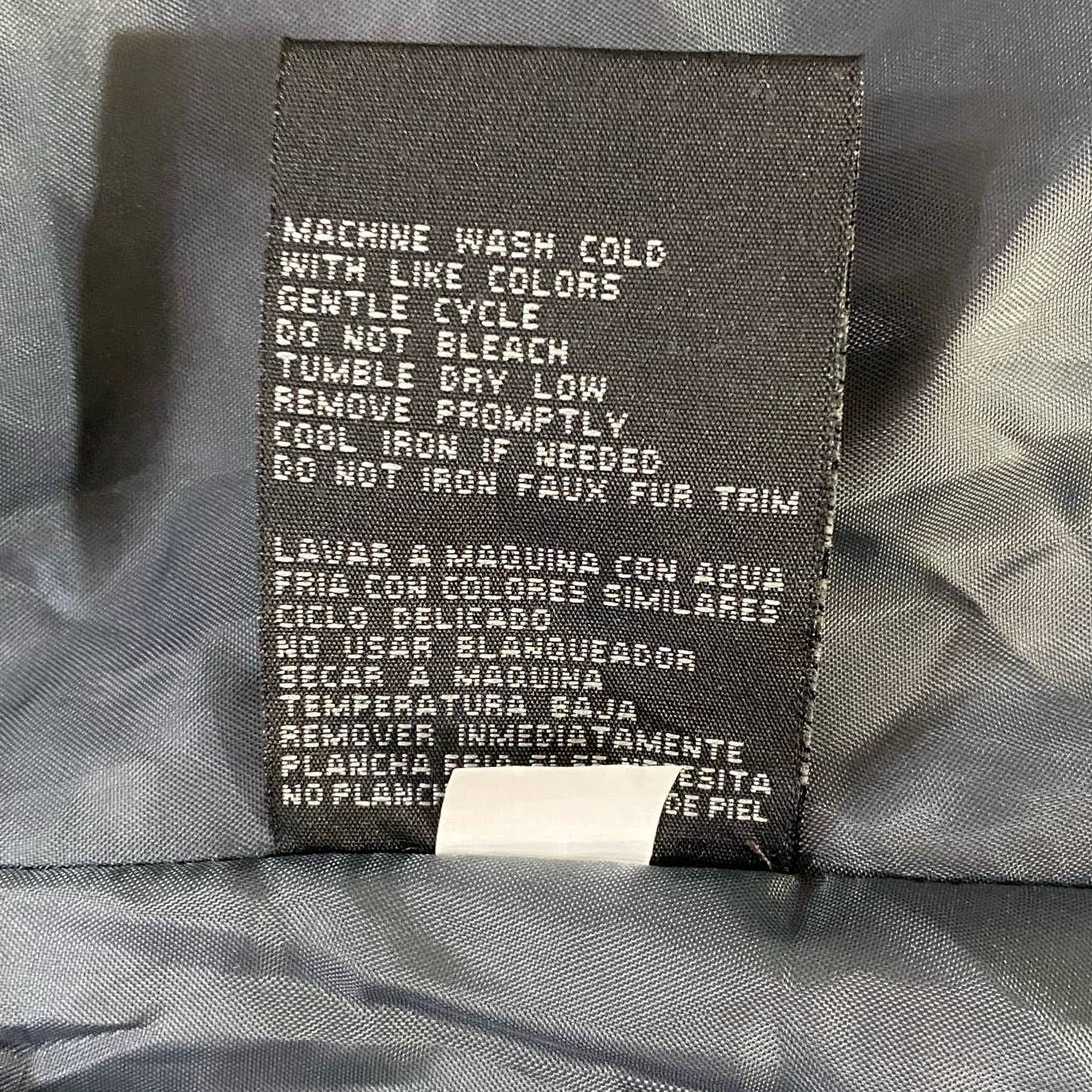 MACHINE WASH COLD
WITH LIKE COLORS
GENTLE CYCLE
DO NOT BLEACH
TUMBLE DRY LOW
REMOVE PROMPTLY
COOL IRON IF NEEDED
DO NOT IRON FAUX FUR TRIM
LAVAR A MAQUINA CON AGUA
FRIA CON COLORES SIMILARES
CICLO DELICADO
NO USAR BLANQUEADOR
SECAR A MAQUINA
TEMPERATURA BAJA
REMOVER INMEDIATAMENTE
PLANCHA
NO DE PIEL